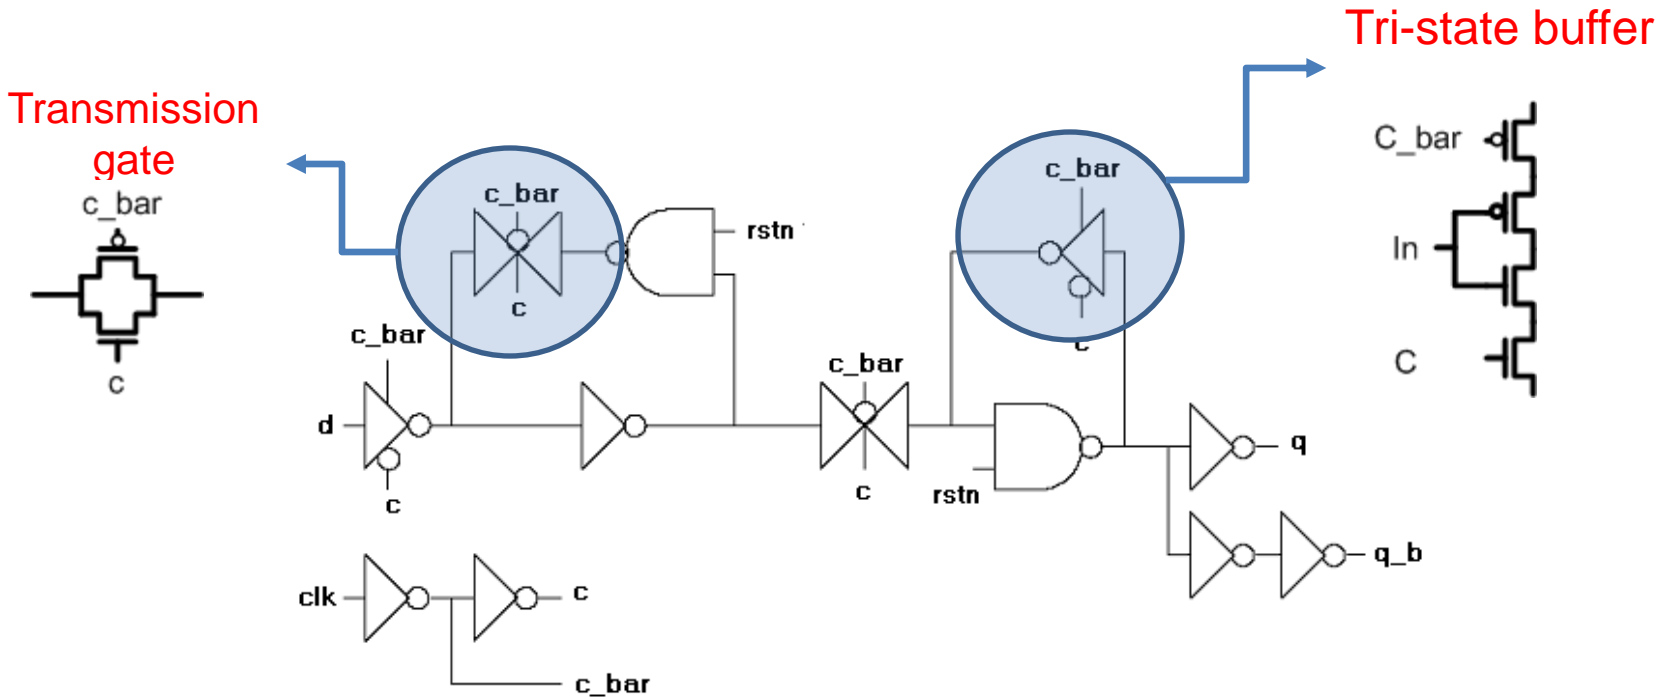 Tri-state buffer
Transmission
gate
c_bar
c
C_bar
In
C
c_bar
c
rstn
c_bar
c
c_bar
d
c
c_bar
c
rstn
q
q_b
clk
c
c_bar